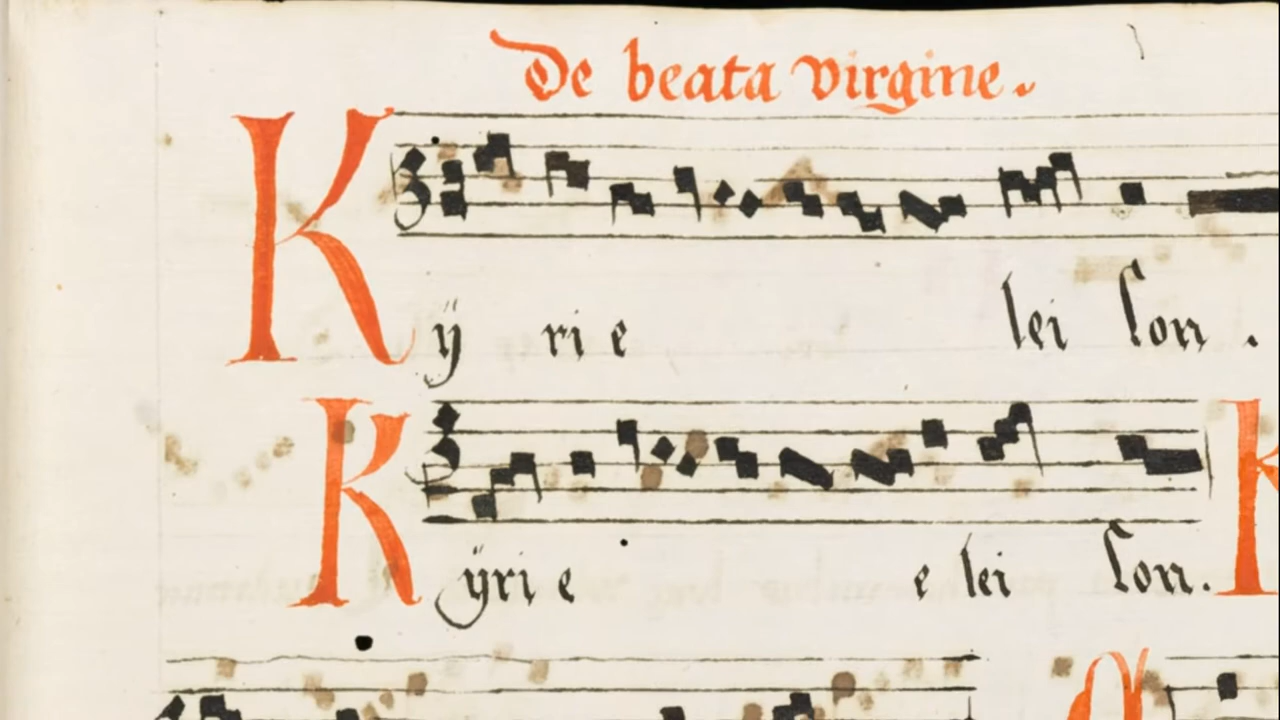 De beata virgine.
Kÿ ri e lei son.
Kÿri e e lei son. K